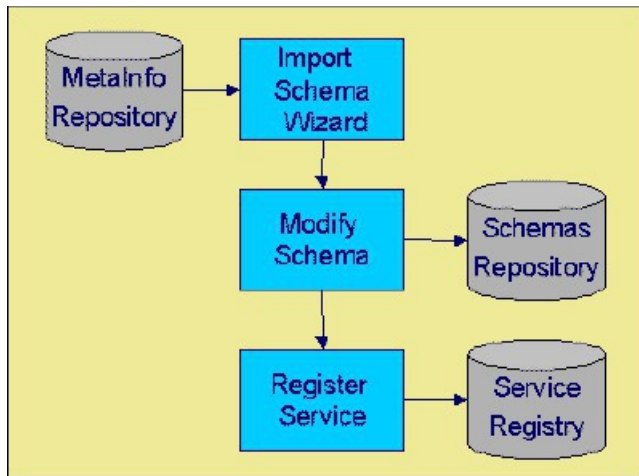 MetaInfo
Repository
Import
Schema
Wizard
Modify
Schema
Schemas
Repository
Register
Service
Service
Registry